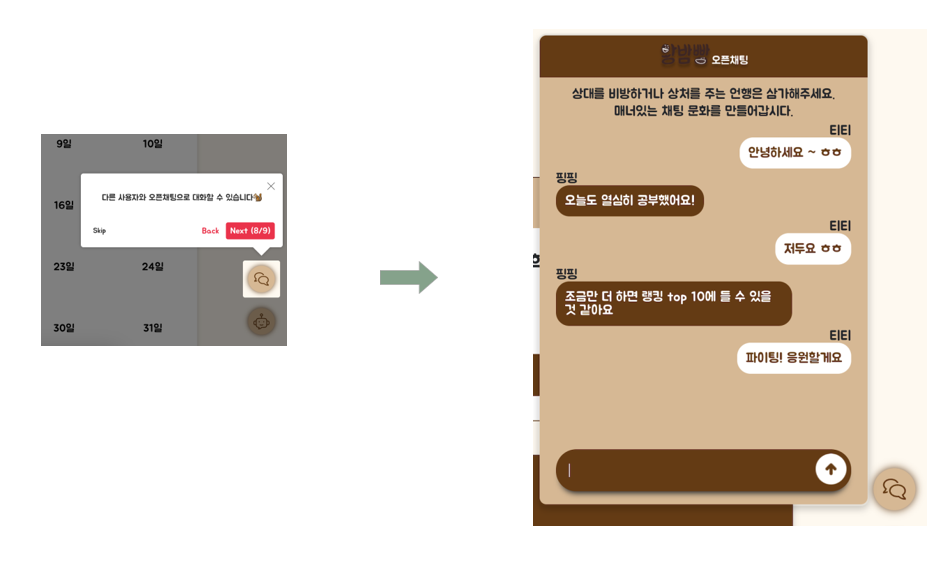 9일 10일
다른 사용자와 오픈채팅으로 대화할 수 있습니다
16일
Skip Back Next (8/9)
23일 24일
30일 31일
오픈채팅
상대를 비방하거나 상처를 주는 언행은 삼가해주세요.
매너있는 채팅 문화를 만들어갑시다.
티티
안녕하세요 ~ ㅎㅎ
핑핑
오늘도 열심히 공부했어요!
티티
저두요 ㅎㅎ
핑핑
조금만 더 하면 랭킹 top 10에 들 수 있을
것 같아요
티티
파이팅! 응원할게요